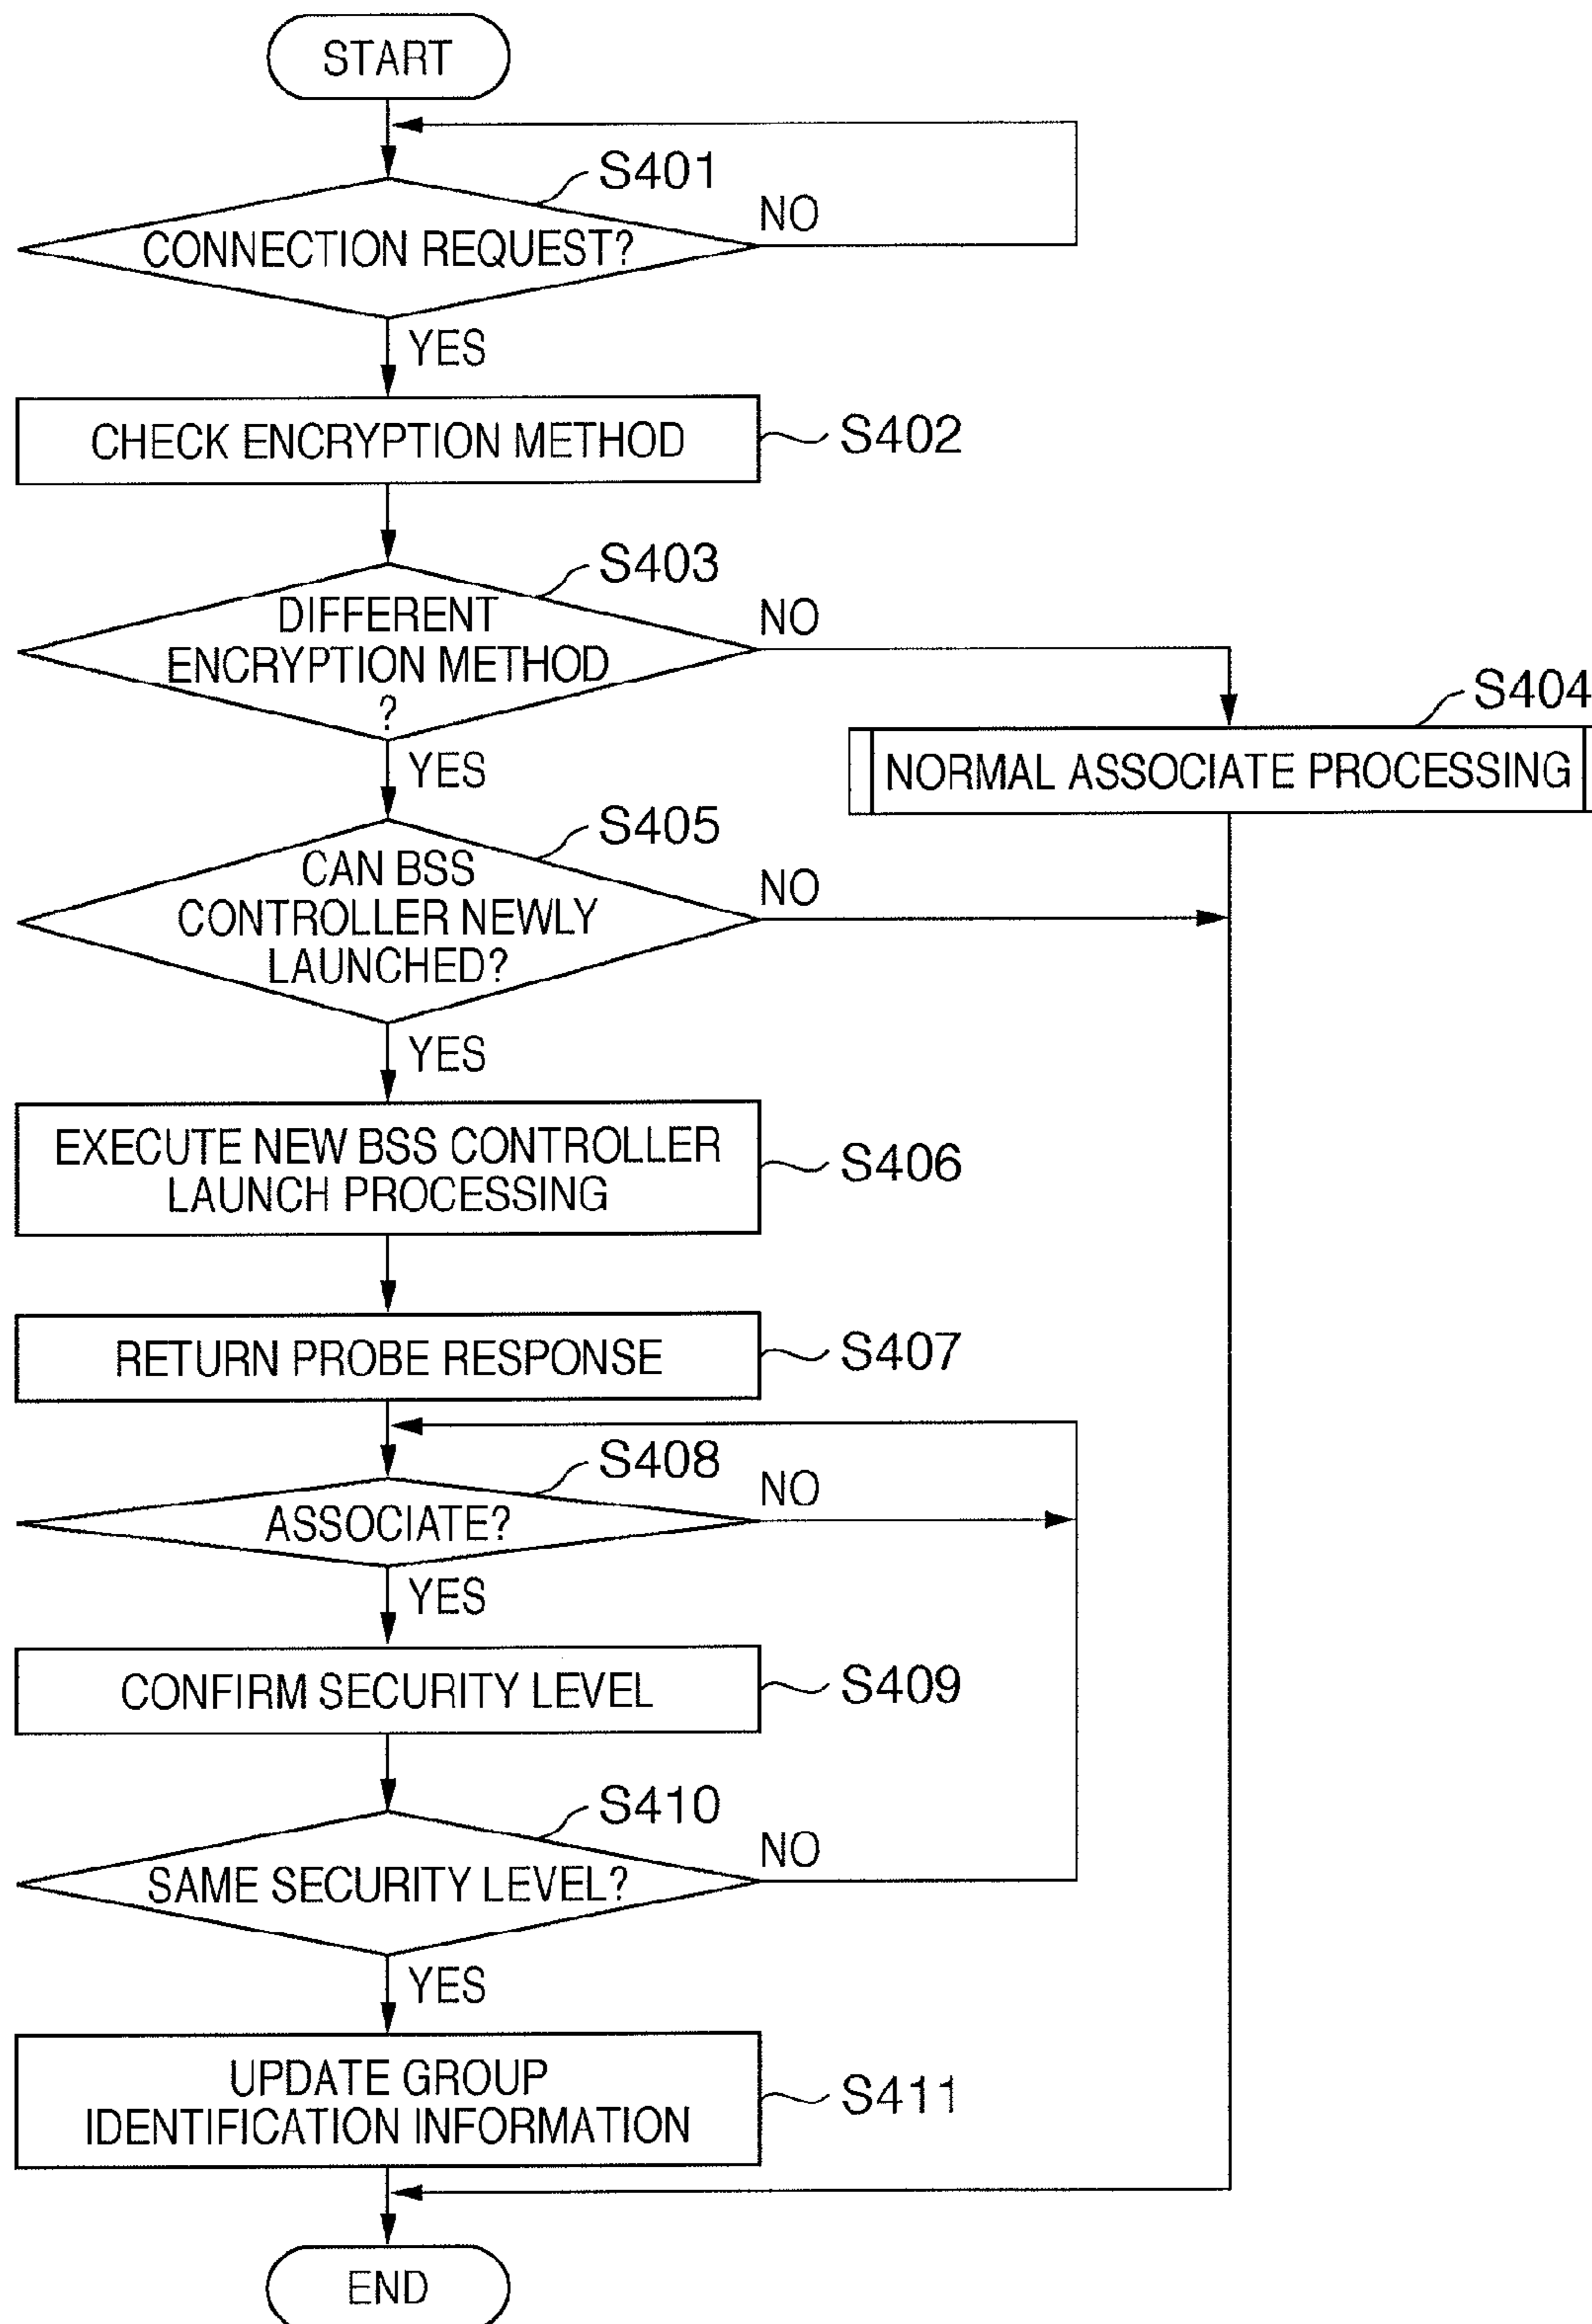 START
S401
CONNECTION REQUEST?
NO
YES
CHECK ENCRYPTION METHOD
S402
S403
DIFFERENT
ENCRYPTION METHOD
?
NO
YES
S404
NORMAL ASSOCIATE PROCESSING
S405
CAN BSS
CONTROLLER NEWLY
LAUNCHED?
NO
YES
EXECUTE NEW BSS CONTROLLER
LAUNCH PROCESSING
S406
RETURN PROBE RESPONSE
S407
S408
ASSOCIATE?
NO
YES
CONFIRM SECURITY LEVEL
S409
S410
SAME SECURITY LEVEL?
NO
YES
UPDATE GROUP
IDENTIFICATION INFORMATION
S411
END